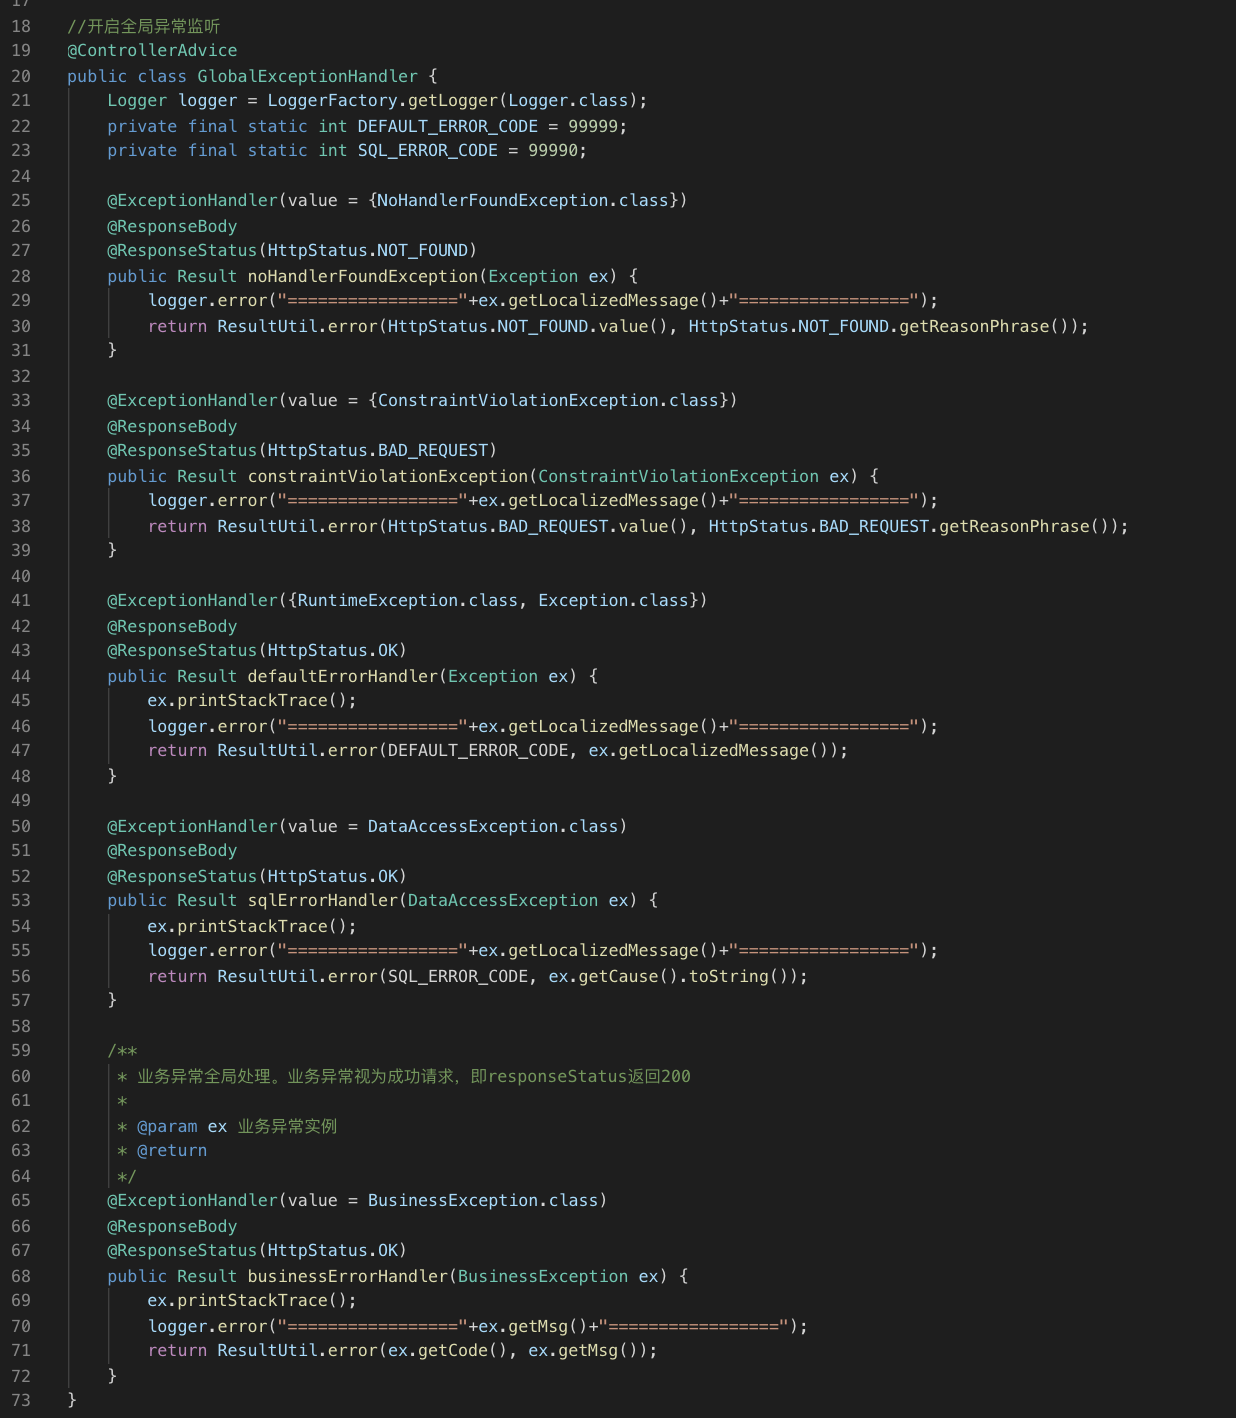 17
18 //开启全局异常监听
19 @ControllerAdvice
20 public class GlobalExceptionHandler {
21     Logger logger = LoggerFactory.getLogger(Logger.class);
22     private final static int DEFAULT_ERROR_CODE = 99999;
23     private final static int SQL_ERROR_CODE = 99990;
24
25     @ExceptionHandler(value = {NoHandlerFoundException.class})
26     @ResponseBody
27     @ResponseStatus(HttpStatus.NOT_FOUND)
28     public Result noHandlerFoundException(Exception ex) {
29         logger.error("================="+ex.getLocalizedMessage()+"=================");
30         return ResultUtil.error(HttpStatus.NOT_FOUND.value(), HttpStatus.NOT_FOUND.getReasonPhrase());
31     }
32
33     @ExceptionHandler(value = {ConstraintViolationException.class})
34     @ResponseBody
35     @ResponseStatus(HttpStatus.BAD_REQUEST)
36     public Result constraintViolationException(ConstraintViolationException ex) {
37         logger.error("================="+ex.getLocalizedMessage()+"=================");
38         return ResultUtil.error(HttpStatus.BAD_REQUEST.value(), HttpStatus.BAD_REQUEST.getReasonPhrase());
39     }
40
41     @ExceptionHandler({RuntimeException.class, Exception.class})
42     @ResponseBody
43     @ResponseStatus(HttpStatus.OK)
44     public Result defaultErrorHandler(Exception ex) {
45         ex.printStackTrace();
46         logger.error("================="+ex.getLocalizedMessage()+"=================");
47         return ResultUtil.error(DEFAULT_ERROR_CODE, ex.getLocalizedMessage());
48     }
49
50     @ExceptionHandler(value = DataAccessException.class)
51     @ResponseBody
52     @ResponseStatus(HttpStatus.OK)
53     public Result sqlErrorHandler(DataAccessException ex) {
54         ex.printStackTrace();
55         logger.error("================="+ex.getLocalizedMessage()+"=================");
56         return ResultUtil.error(SQL_ERROR_CODE, ex.getCause().toString());
57     }
58
59     /**
60      * 业务异常全局处理。业务异常视为成功请求，即responseStatus返回200
61      *
62      * @param ex 业务异常实例
63      * @return
64      */
65     @ExceptionHandler(value = BusinessException.class)
66     @ResponseBody
67     @ResponseStatus(HttpStatus.OK)
68     public Result businessErrorHandler(BusinessException ex) {
69         ex.printStackTrace();
70         logger.error("================="+ex.getMsg()+"=================");
71         return ResultUtil.error(ex.getCode(), ex.getMsg());
72     }
73 }